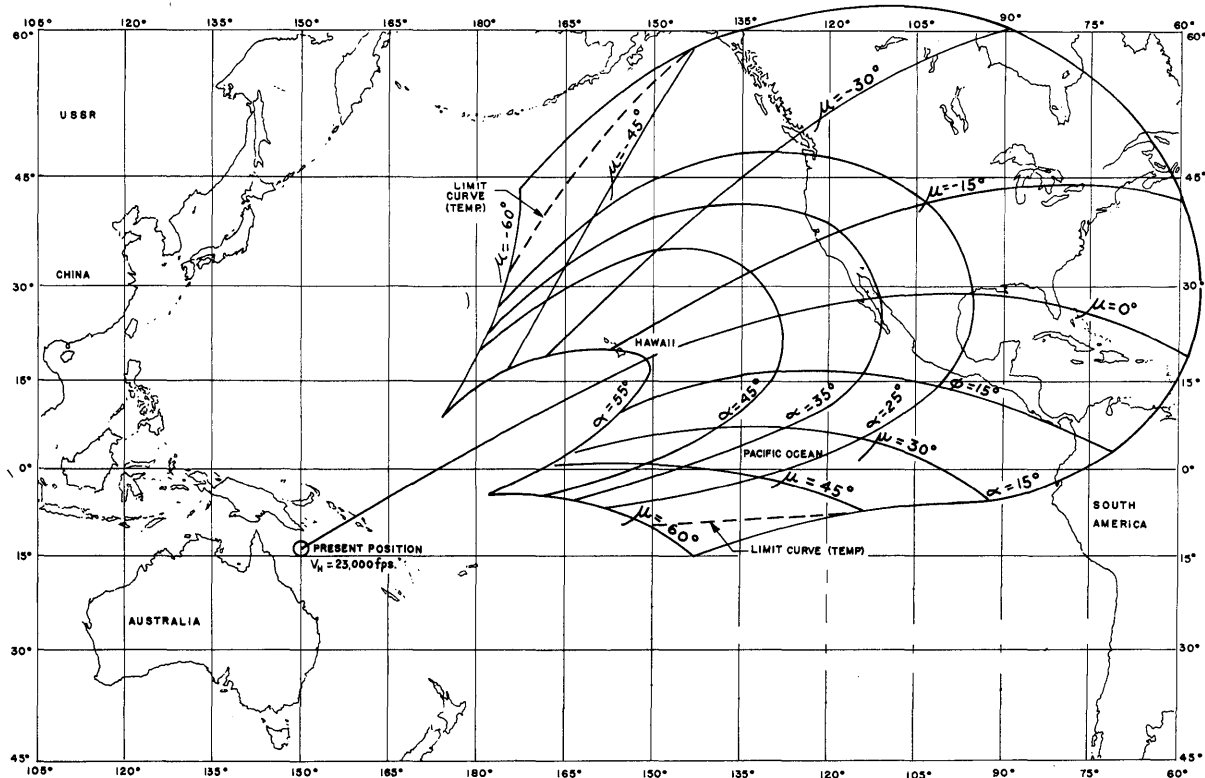 105° 120° 135° 150° 165° 180° 165° 150° 135° 120° 105° 90° 75° 60°
60° 60°
USSR
μ=-30°
μ=-45°
45° 45°
LIMIT
CURVE
(TEMP.)
μ=-15°
μ=-60°
CHINA
30° 30°
μ=0°
HAWAII
15° 15°
α=55° α=45° α=35° α=25° Φ=15°
μ=30°
PACIFIC OCEAN
0° 0°
μ=45° α=15°
μ=60°
SOUTH
AMERICA
PRESENT POSITION
V_H = 23,000 fps.
LIMIT CURVE (TEMP)
15° 15°
AUSTRALIA
30° 30°
45° 45°
105° 120° 135° 150° 165° 180° 165° 150° 135° 120° 105° 90° 75° 60°